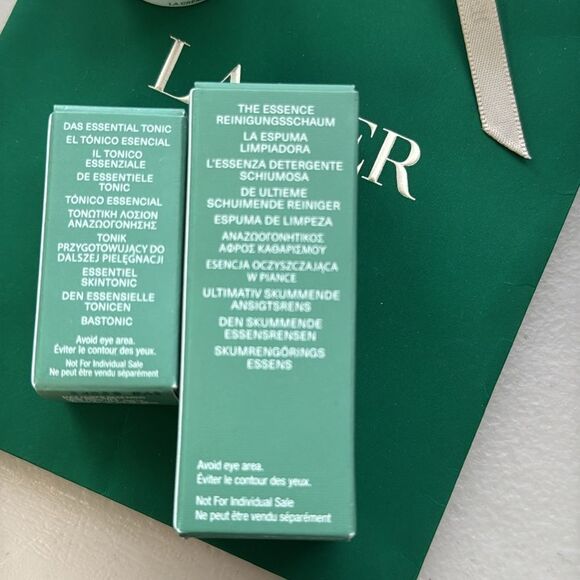 LA
ER
DAS ESSENTIAL TONIC
EL TÓNICO ESENCIAL
IL TONICO
ESSENZIALE
DE ESSENTIELE
TONIC
TÓNICO ESSENCIAL
ΤΟΝΩΤΙΚΗ ΛΟΣΙΟΝ
ΑΝΑΖΩΟΓΟΝΗΣΗΣ
TONIK
PRZYGOTOWUJĄCY DO
DALSZEJ PIELĘGNACJI
ESSENTIEL
SKINTONIC
DEN ESSENSIELLE
TONICEN
BASTONIC
Avoid eye area.
Éviter le contour des yeux.
Not For Individual Sale
Ne peut être vendu séparément
THE ESSENCE
REINIGUNGSSCHAUM
LA ESPUMA
LIMPIADORA
L'ESSENZA DETERGENTE
SCHIUMOSA
DE ULTIEME
SCHUIMENDE REINIGER
ESPUMA DE LIMPEZA
ΑΝΑΖΩΟΓΟΝΗΤΙΚΟΣ
ΑΦΡΟΣ ΚΑΘΑΡΙΣΜΟΥ
ESENCJA OCZYSZCZAJĄCA
W PIANCE
ULTIMATIV SKUMMENDE
ANSIGTSRENS
DEN SKUMMENDE
ESSENSRENSEN
SKUMRENGÖRINGS
ESSENS
Avoid eye area.
Éviter le contour des yeux.
Not For Individual Sale
Ne peut être vendu séparément